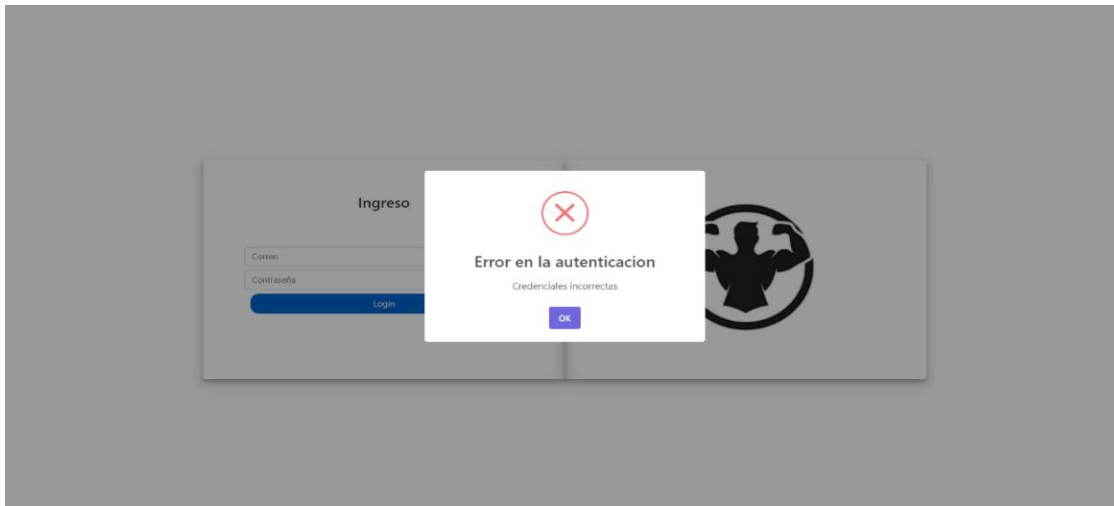 Ingreso
Correo
Contraseña
Login
Error en la autenticacion
Credenciales incorrectas
OK